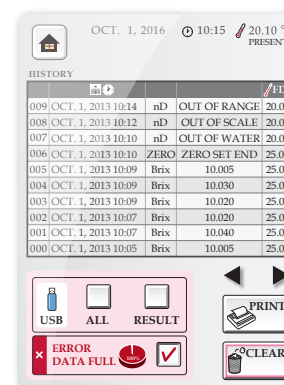 OCT. 1, 2016 10:15 20.10 °
PRESENT
HISTORY
FI
009 OCT. 1, 2013 10:14 nD OUT OF RANGE 20.0
008 OCT. 1, 2013 10:12 nD OUT OF SCALE 20.0
007 OCT. 1, 2013 10:10 nD OUT OF WATER 20.0
006 OCT. 1, 2013 10:10 ZERO ZERO SET END 25.0
005 OCT. 1, 2013 10:09 Brix 10.005 25.0
004 OCT. 1, 2013 10:09 Brix 10.030 25.0
003 OCT. 1, 2013 10:09 Brix 10.020 25.0
002 OCT. 1, 2013 10:07 Brix 10.020 25.0
001 OCT. 1, 2013 10:07 Brix 10.040 25.0
000 OCT. 1, 2013 10:05 Brix 10.005 25.0
USB ALL RESULT
PRINT
ERROR
DATA FULL 100%
CLEAR